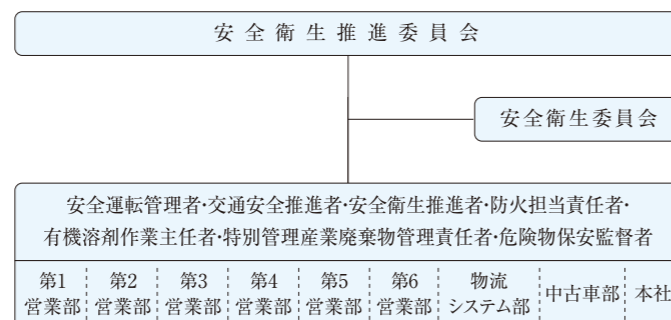 安全衛生推進委員会
安全衛生委員会
安全運転管理者・交通安全推進者・安全衛生推進者・防火担当責任者・
有機溶剤作業主任者・特別管理産業廃棄物管理責任者・危険物保安監督者
第1
営業部
第2
営業部
第3
営業部
第4
営業部
第5
営業部
第6
営業部
物流
システム部
中古車部
本社